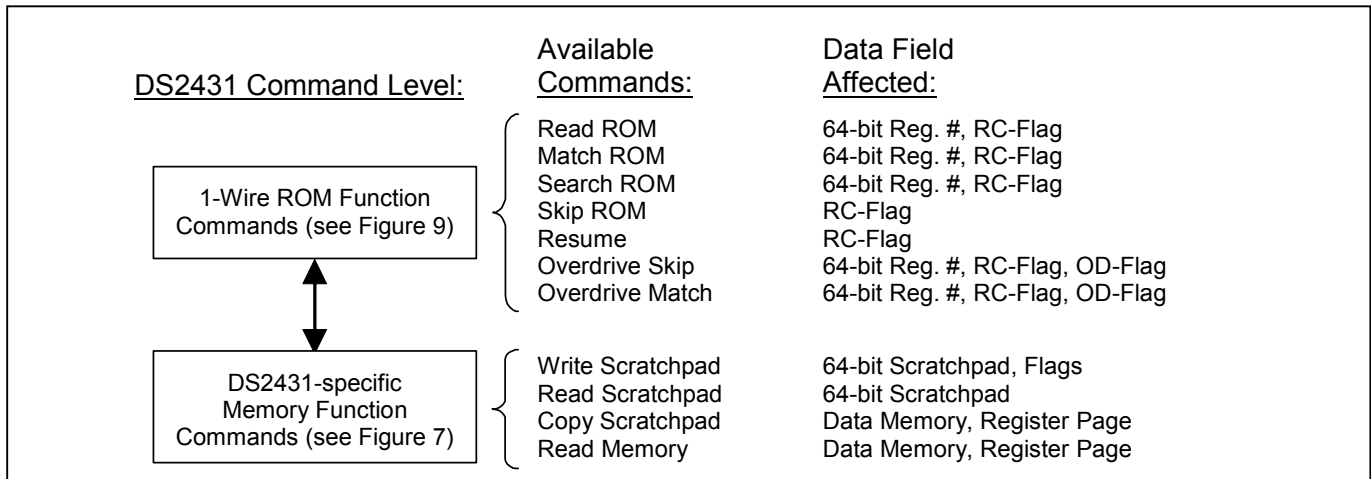 DS2431 Command Level:
Available
Commands:
Data Field
Affected:
1-Wire ROM Function
Commands (see Figure 9)
Read ROM 64-bit Reg. #, RC-Flag
Match ROM 64-bit Reg. #, RC-Flag
Search ROM 64-bit Reg. #, RC-Flag
Skip ROM RC-Flag
Resume RC-Flag
Overdrive Skip 64-bit Reg. #, RC-Flag, OD-Flag
Overdrive Match 64-bit Reg. #, RC-Flag, OD-Flag
DS2431-specific
Memory Function
Commands (see Figure 7)
Write Scratchpad 64-bit Scratchpad, Flags
Read Scratchpad 64-bit Scratchpad
Copy Scratchpad Data Memory, Register Page
Read Memory Data Memory, Register Page